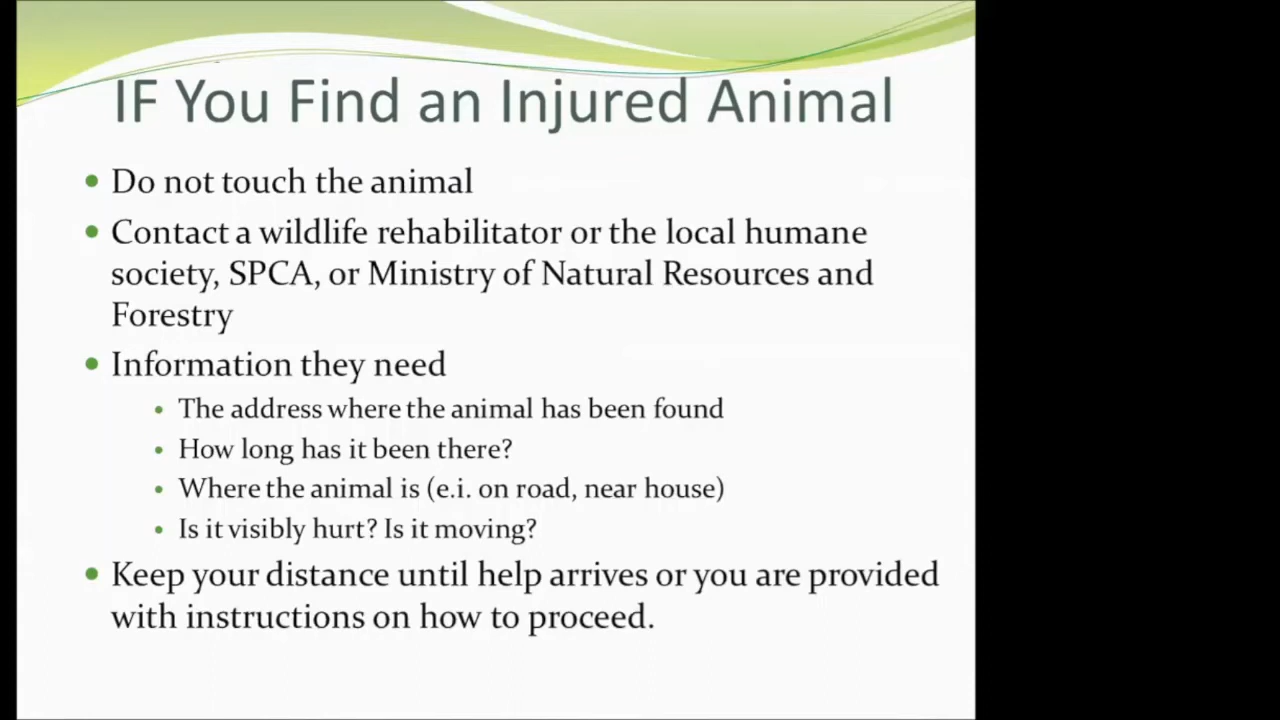 IF You Find an Injured Animal
• Do not touch the animal
• Contact a wildlife rehabilitator or the local humane
society, SPCA, or Ministry of Natural Resources and
Forestry
• Information they need
• The address where the animal has been found
• How long has it been there?
• Where the animal is (e.i. on road, near house)
• Is it visibly hurt? Is it moving?
• Keep your distance until help arrives or you are provided
with instructions on how to proceed.